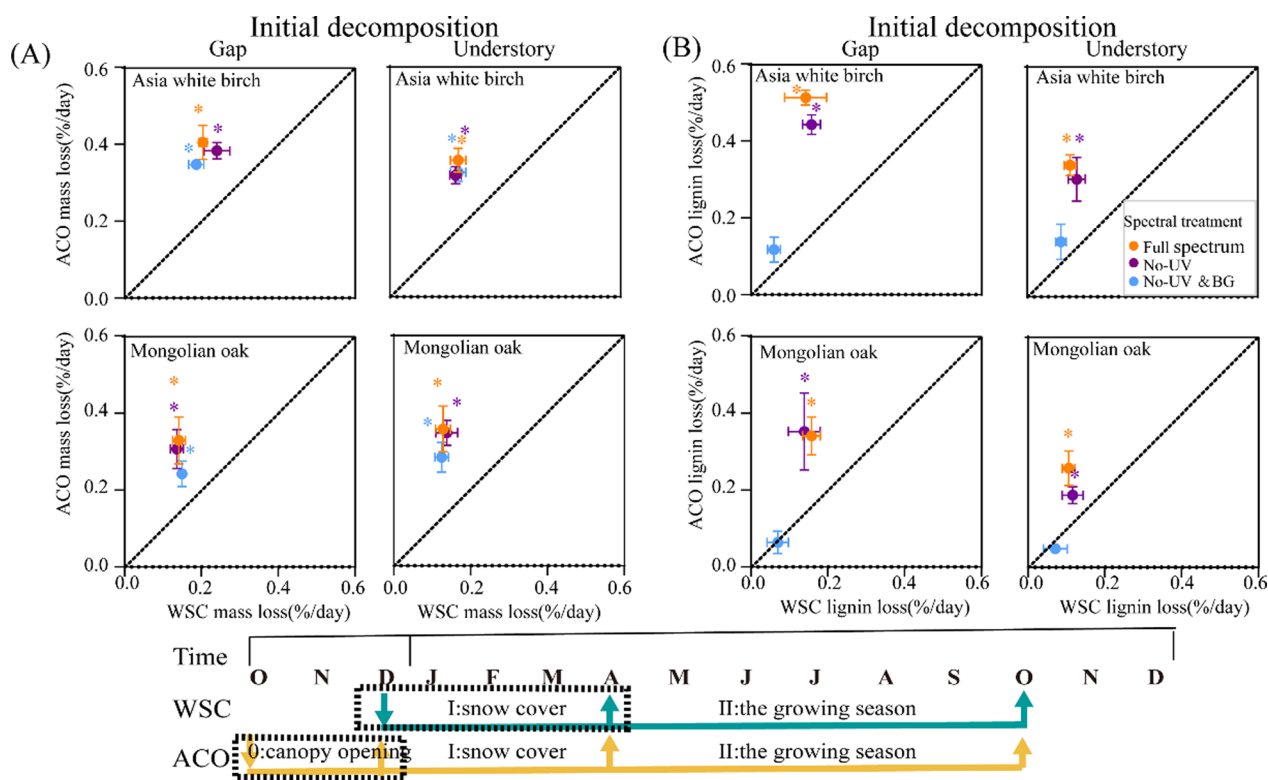 Initial decomposition
Initial decomposition
(A)
Gap
Understory
(B)
Gap
Understory
ACO mass loss(%/day)
0.6
0.4
0.2
0.0
Asia white birch
*
*
*
Asia white birch
0.6
*
*
*
ACO lignin loss(%/day)
0.6
0.4
0.2
0.0
Asia white birch
*
*
Asia white birch
*
*
Spectral treatment
Full spectrum
No-UV
No-UV & BG
ACO mass loss(%/day)
0.6
0.4
0.2
0.0
Mongolian oak
*
*
*
Mongolian oak
*
*
*
ACO lignin loss(%/day)
0.6
0.4
0.2
0.0
Mongolian oak
*
*
Mongolian oak
*
*
0.0 0.2 0.4 0.6
WSC mass loss(%/day)
0.2 0.4 0.6
WSC mass loss(%/day)
0 0.2 0.4 0.6
WSC lignin loss(%/day)
0 0.2 0.4 0.6
WSC lignin loss(%/day)
Time
O N D J F M A M J J A S O N D
WSC I:snow cover II:the growing season
ACO 0:canopy opening I:snow cover II:the growing season